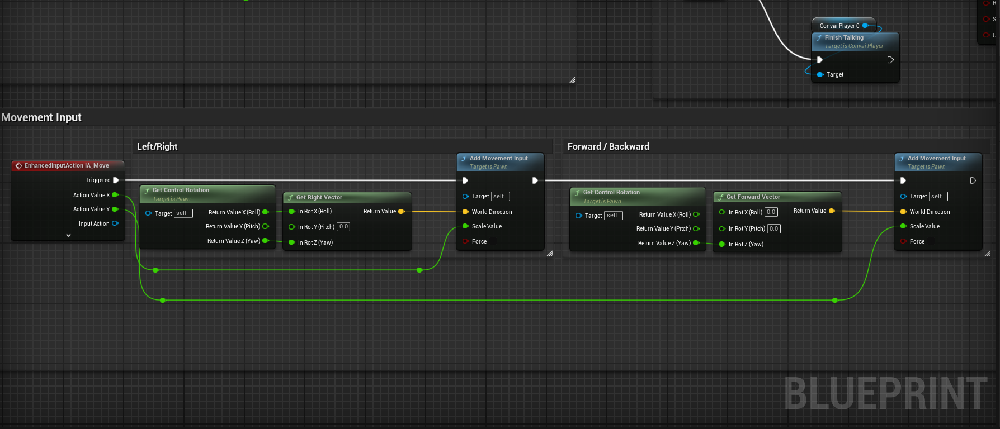 R
S
U
Convai Player 0
Finish Talking
Target is Convai Player
Target
Movement Input
Left/Right
Forward / Backward
EnhancedInputAction IA_Move
Triggered
Action Value X
Action Value Y
Input Action
Get Control Rotation
Target is Pawn
Target self
Return Value X (Roll)
Return Value Y (Pitch)
Return Value Z (Yaw)
Get Right Vector
In Rot X (Roll)
Return Value
In Rot Y (Pitch) 0.0
In Rot Z (Yaw)
Add Movement Input
Target is Pawn
Target self
World Direction
Scale Value
Force
Get Control Rotation
Target is Pawn
Target self
Return Value X (Roll)
Return Value Y (Pitch)
Return Value Z (Yaw)
Get Forward Vector
In Rot X (Roll) 0.0
Return Value
In Rot Y (Pitch) 0.0
In Rot Z (Yaw)
Add Movement Input
Target is Pawn
Target self
World Direction
Scale Value
Force
BLUEPRINT